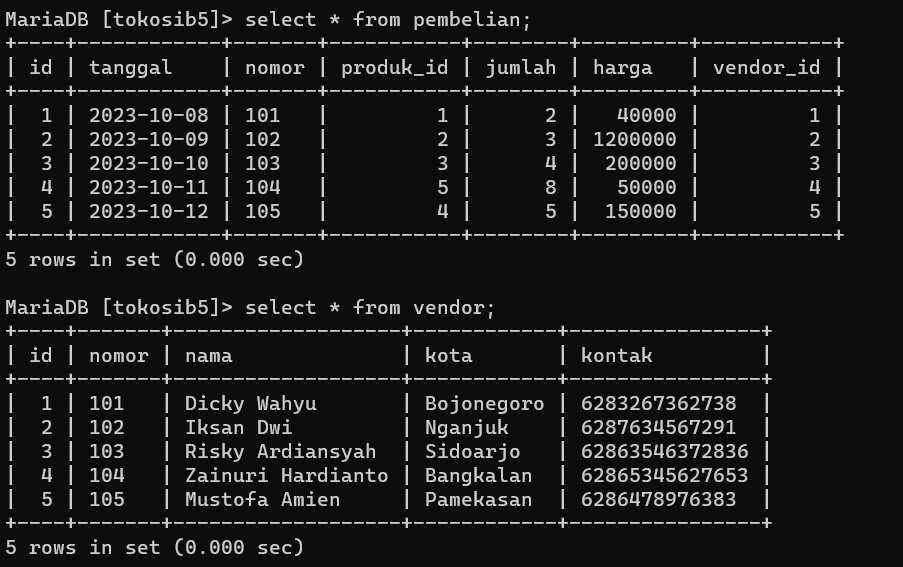 MariaDB [tokosib5]> select * from pembelian;
+----+------------+-------+-----------+--------+---------+-----------+
| id | tanggal    | nomor | produk_id | jumlah | harga   | vendor_id |
+----+------------+-------+-----------+--------+---------+-----------+
|  1 | 2023-10-08 | 101   |         1 |      2 |   40000 |         1 |
|  2 | 2023-10-09 | 102   |         2 |      3 | 1200000 |         2 |
|  3 | 2023-10-10 | 103   |         3 |      4 |  200000 |         3 |
|  4 | 2023-10-11 | 104   |         5 |      8 |   50000 |         4 |
|  5 | 2023-10-12 | 105   |         4 |      5 |  150000 |         5 |
+----+------------+-------+-----------+--------+---------+-----------+
5 rows in set (0.000 sec)

MariaDB [tokosib5]> select * from vendor;
+----+-------+-------------------+------------+----------------+
| id | nomor | nama              | kota       | kontak         |
+----+-------+-------------------+------------+----------------+
|  1 | 101   | Dicky Wahyu       | Bojonegoro | 6283267362738  |
|  2 | 102   | Iksan Dwi         | Nganjuk    | 6287634567291  |
|  3 | 103   | Risky Ardiansyah  | Sidoarjo   | 62863546372836 |
|  4 | 104   | Zainuri Hardianto | Bangkalan  | 62865345627653 |
|  5 | 105   | Mustofa Amien     | Pamekasan  | 6286478976383  |
+----+-------+-------------------+------------+----------------+
5 rows in set (0.000 sec)